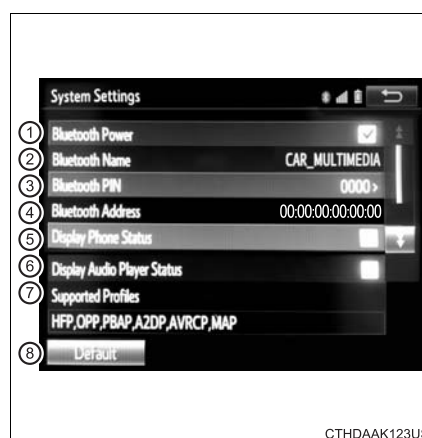 System Settings
1 Bluetooth Power
2 Bluetooth Name CAR_MULTIMEDIA
3 Bluetooth PIN 0000 >
4 Bluetooth Address 00:00:00:00:00:00
5 Display Phone Status
6 Display Audio Player Status
7 Supported Profiles
HFP,OPP,PBAP,A2DP,AVRCP,MAP
8 Default
CTHDAAK123US